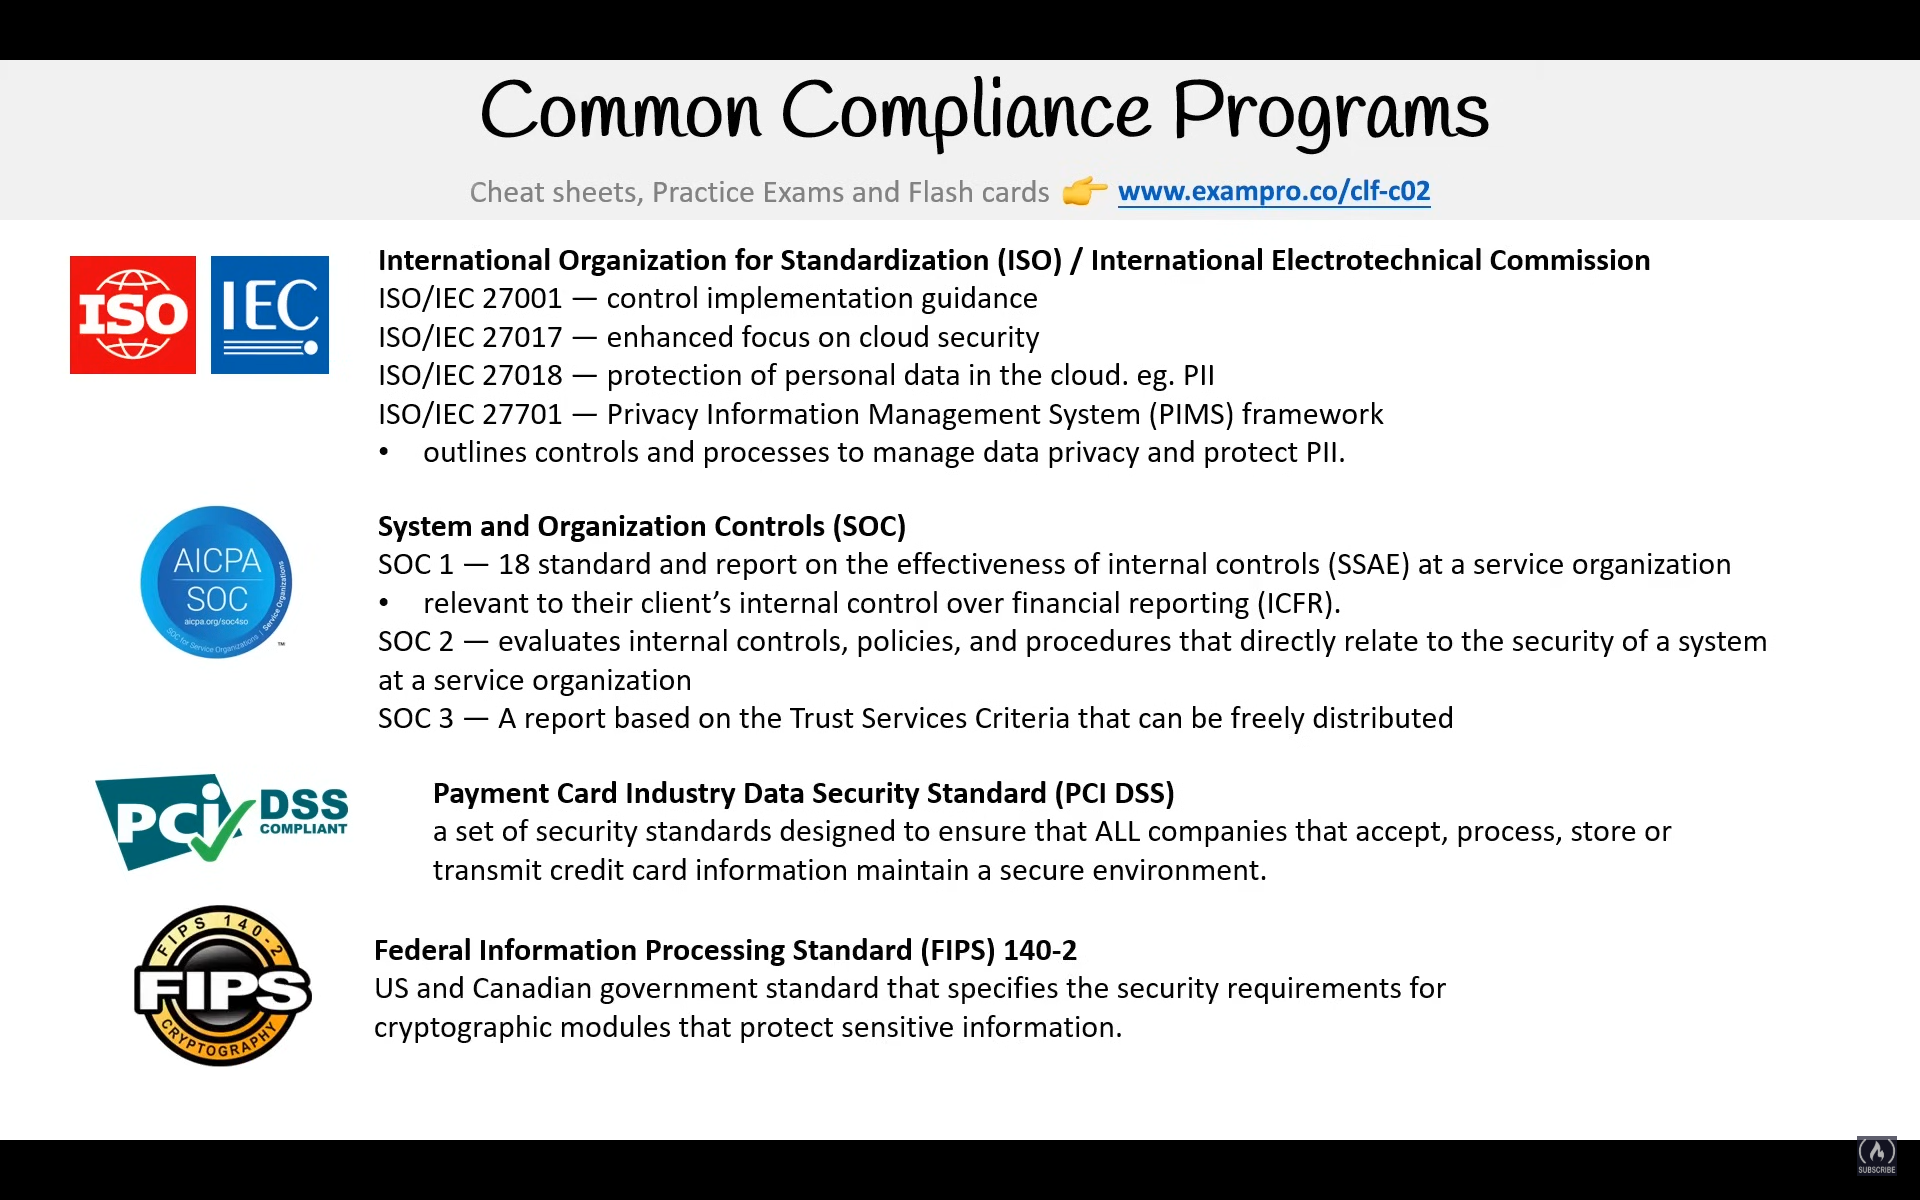 Common Compliance Programs
Cheat sheets, Practice Exams and Flash cards 👉 www.exampro.co/clf-c02
ISO
IEC
International Organization for Standardization (ISO) / International Electrotechnical Commission
ISO/IEC 27001 — control implementation guidance
ISO/IEC 27017 — enhanced focus on cloud security
ISO/IEC 27018 — protection of personal data in the cloud. eg. PII
ISO/IEC 27701 — Privacy Information Management System (PIMS) framework
• outlines controls and processes to manage data privacy and protect PII.
AICPA
SOC
aicpa.org/soc4so
SOC for Service Organizations | Service Organizations
™
System and Organization Controls (SOC)
SOC 1 — 18 standard and report on the effectiveness of internal controls (SSAE) at a service organization
• relevant to their client’s internal control over financial reporting (ICFR).
SOC 2 — evaluates internal controls, policies, and procedures that directly relate to the security of a system
at a service organization
SOC 3 — A report based on the Trust Services Criteria that can be freely distributed
PCi DSS
COMPLIANT
Payment Card Industry Data Security Standard (PCI DSS)
a set of security standards designed to ensure that ALL companies that accept, process, store or
transmit credit card information maintain a secure environment.
FIPS 140-2
FIPS
CRYPTOGRAPHY
Federal Information Processing Standard (FIPS) 140-2
US and Canadian government standard that specifies the security requirements for
cryptographic modules that protect sensitive information.
SUBSCRIBE